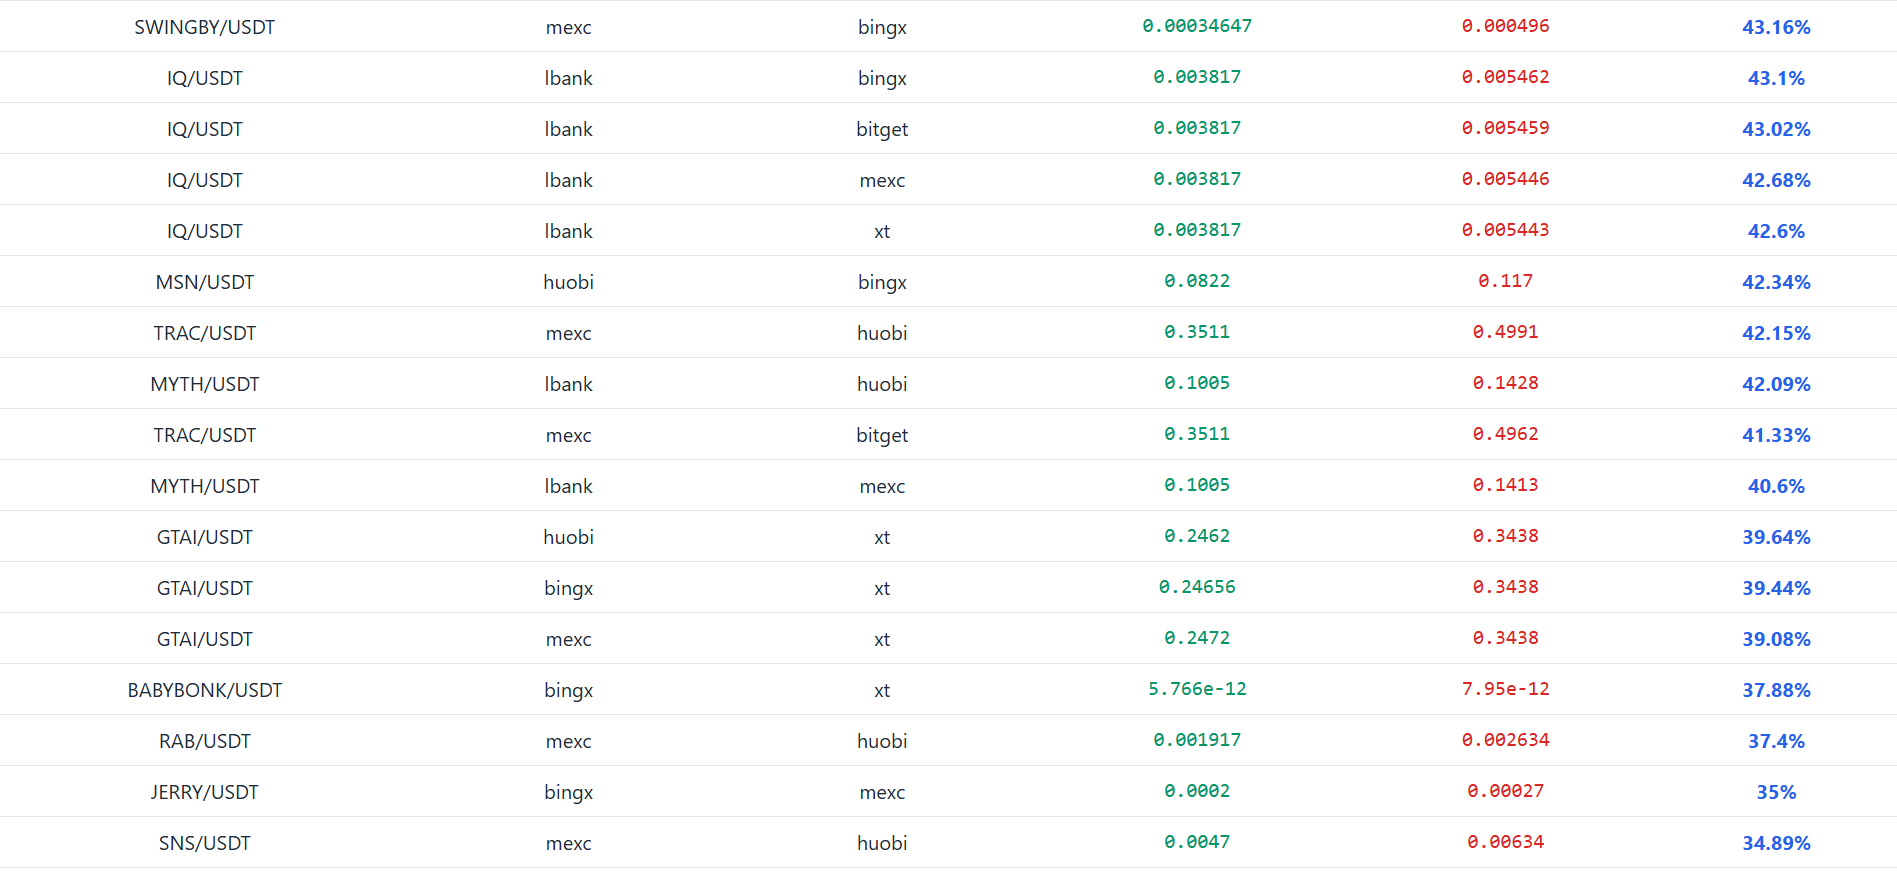 SWINGBY/USDT mexc bingx 0.00034647 0.000496 43.16%
IQ/USDT lbank bingx 0.003817 0.005462 43.1%
IQ/USDT lbank bitget 0.003817 0.005459 43.02%
IQ/USDT lbank mexc 0.003817 0.005446 42.68%
IQ/USDT lbank xt 0.003817 0.005443 42.6%
MSN/USDT huobi bingx 0.0822 0.117 42.34%
TRAC/USDT mexc huobi 0.3511 0.4991 42.15%
MYTH/USDT lbank huobi 0.1005 0.1428 42.09%
TRAC/USDT mexc bitget 0.3511 0.4962 41.33%
MYTH/USDT lbank mexc 0.1005 0.1413 40.6%
GTAI/USDT huobi xt 0.2462 0.3438 39.64%
GTAI/USDT bingx xt 0.24656 0.3438 39.44%
GTAI/USDT mexc xt 0.2472 0.3438 39.08%
BABYBONK/USDT bingx xt 5.766e-12 7.95e-12 37.88%
RAB/USDT mexc huobi 0.001917 0.002634 37.4%
JERRY/USDT bingx mexc 0.0002 0.00027 35%
SNS/USDT mexc huobi 0.0047 0.00634 34.89%